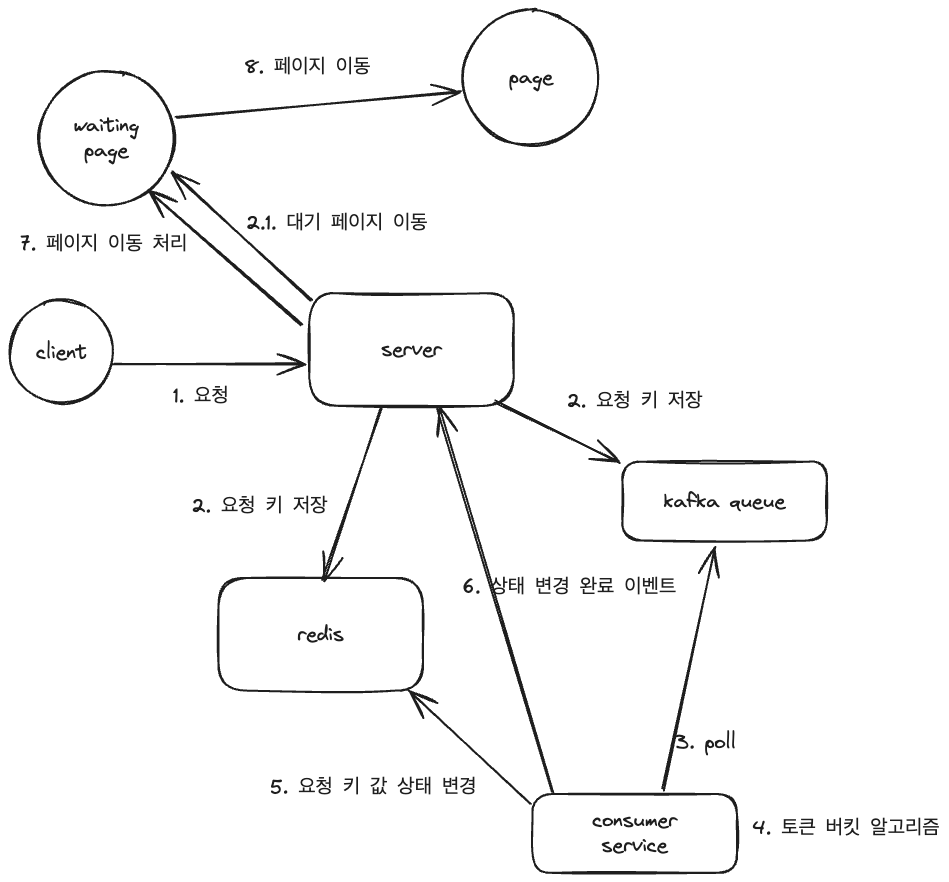 8. 페이지 이동
page
waiting
page
2.1. 대기 페이지 이동
7. 페이지 이동 처리
client
server
1. 요청
2. 요청 키 저장
kafka queue
2. 요청 키 저장
6. 상태 변경 완료 이벤트
redis
3. poll
5. 요청 키 값 상태 변경
consumer
service
4. 토큰 버킷 알고리즘